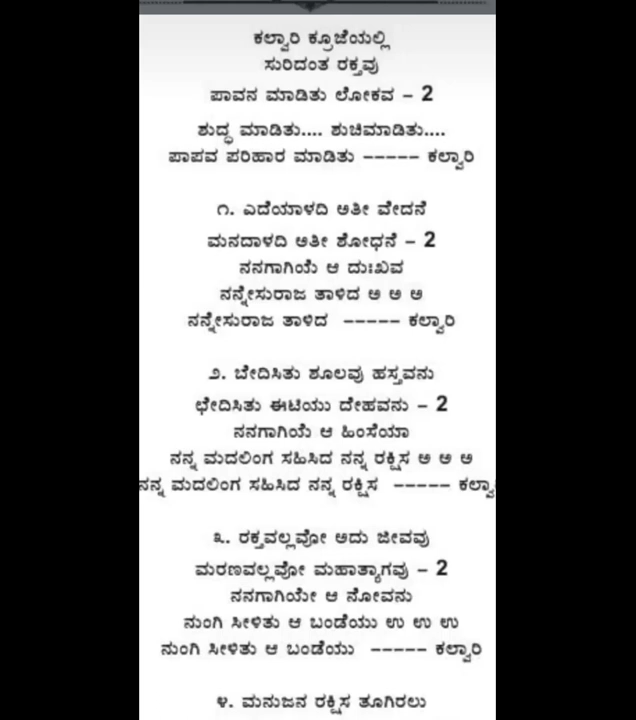 ಕಲ್ವಾರಿ ಕ್ರೂಜೆಯಲ್ಲಿ
ಸುರಿದಂತ ರಕ್ತವು
ಪಾವನ ಮಾಡಿತು ಲೋಕವ – 2
ಶುದ್ಧ ಮಾಡಿತು.... ಶುಚಿಮಾಡಿತು....
ಪಾಪವ ಪರಿಹಾರ ಮಾಡಿತು ––––– ಕಲ್ವಾರಿ
೧. ಎದೆಯಾಳದಿ ಅತೀ ವೇದನೆ
ಮನದಾಳದಿ ಅತೀ ಶೋಧನೆ – 2
ನನಗಾಗಿಯೆ ಆ ದುಃಖವ
ನನ್ನೇಸುರಾಜ ತಾಳಿದ ಅ ಅ ಅ
ನನ್ನೇಸುರಾಜ ತಾಳಿದ ––––– ಕಲ್ವಾರಿ
೨. ಬೇದಿಸಿತು ಶೂಲವು ಹಸ್ತವನು
ಛೇದಿಸಿತು ಈಟಿಯು ದೇಹವನು – 2
ನನಗಾಗಿಯೆ ಆ ಹಿಂಸೆಯಾ
ನನ್ನ ಮದಲಿಂಗ ಸಹಿಸಿದ ನನ್ನ ರಕ್ಷಿಸ ಅ ಅ ಅ
ನನ್ನ ಮದಲಿಂಗ ಸಹಿಸಿದ ನನ್ನ ರಕ್ಷಿಸ ––––– ಕಲ್ವಾ
೩. ರಕ್ತವಲ್ಲವೋ ಅದು ಜೀವವು
ಮರಣವಲ್ಲವೋ ಮಹಾತ್ಯಾಗವು – 2
ನನಗಾಗಿಯೇ ಆ ನೋವನು
ನುಂಗಿ ಸೀಳಿತು ಆ ಬಂಡೆಯು ಉ ಉ ಉ
ನುಂಗಿ ಸೀಳಿತು ಆ ಬಂಡೆಯು ––––– ಕಲ್ವಾರಿ
೪. ಮನುಜನ ರಕ್ಷಿಸ ತೂಗಿರಲು